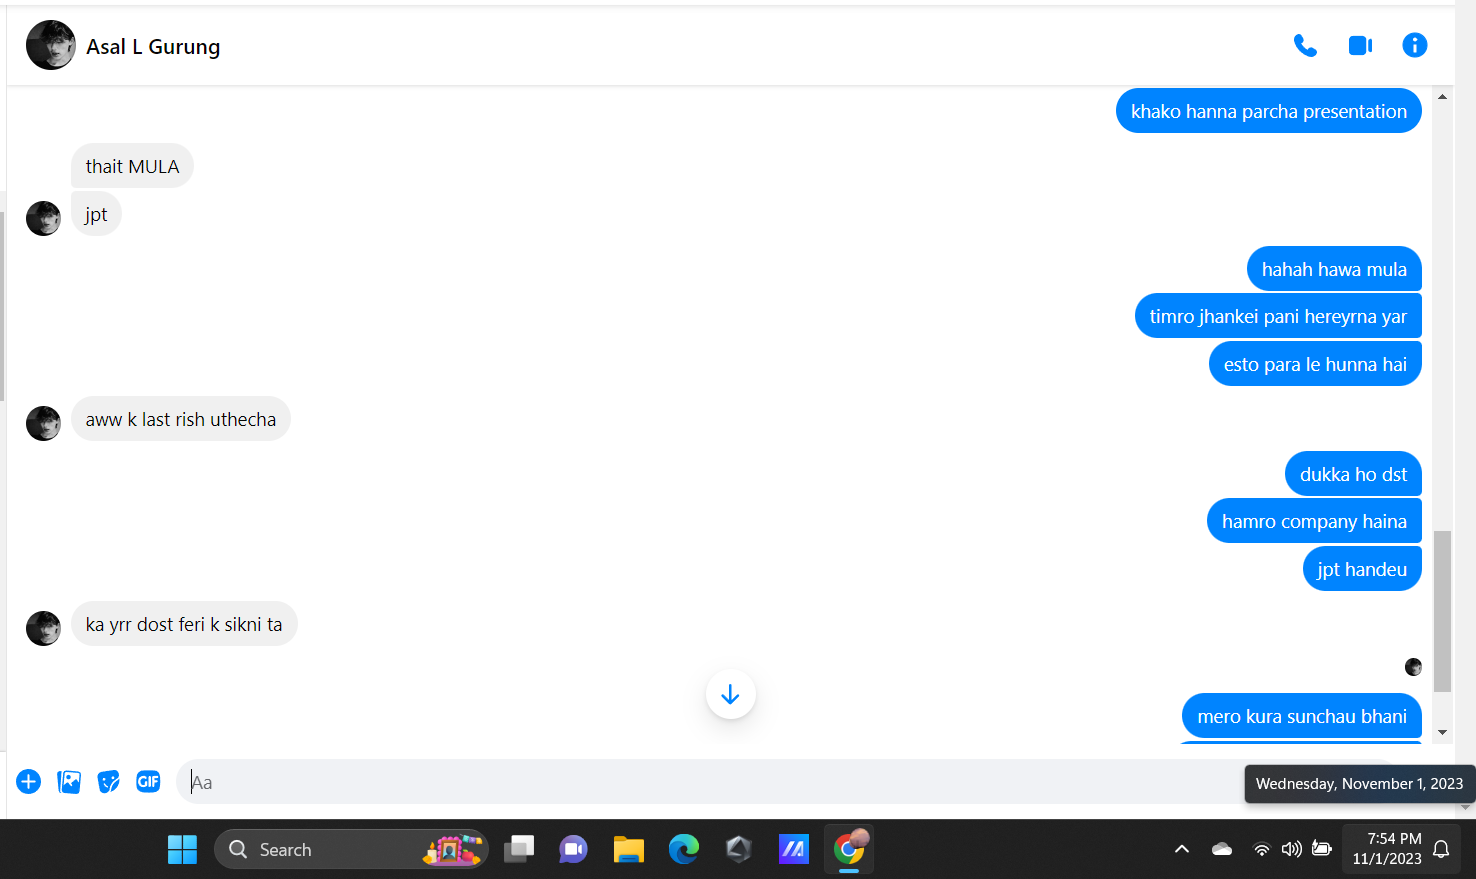 Asal L Gurung
khako hanna parcha presentation
thait MULA
jpt
hahah hawa mula
timro jhankei pani hereyrna yar
esto para le hunna hai
aww k last rish uthecha
dukka ho dst
hamro company haina
jpt handeu
ka yrr dost feri k sikni ta
mero kura sunchau bhani
GIF
Aa
Wednesday, November 1, 2023
Search
7:54 PM
11/1/2023